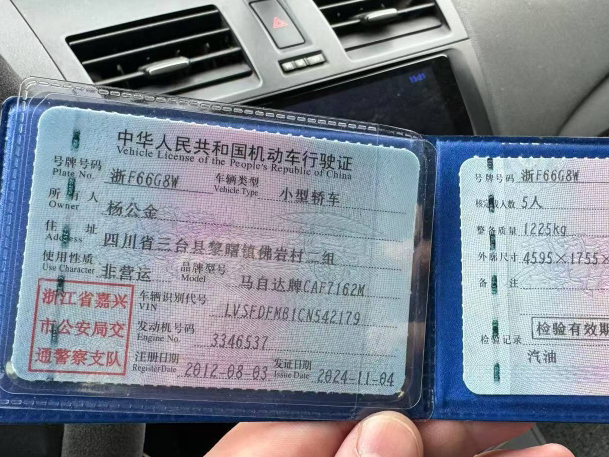 中华人民共和国机动车行驶证
Vehicle License of the People's Republic of China
号牌号码 浙F66G8W 车辆类型 小型轿车
Plate No. Vehicle Type
所有人 杨公金
Owner
住址 四川省三台县黎曙镇佛岩村二组
Address
使用性质 非营运 品牌型号 马自达牌CAF7162M
Use Character Model
浙江省嘉兴
市公安局交
通警察支队
车辆识别代号 LVSFDFMB1CN542179
VIN
发动机号码 3346537
Engine No.
注册日期 2012-08-03 发证日期 2024-11-04
Register Date Issue Date
号牌号码 浙F66G8W
核定载人数 5人
整备质量 1225kg
外廓尺寸 4595×1755×
备注
检验有效期
检验记录
汽油